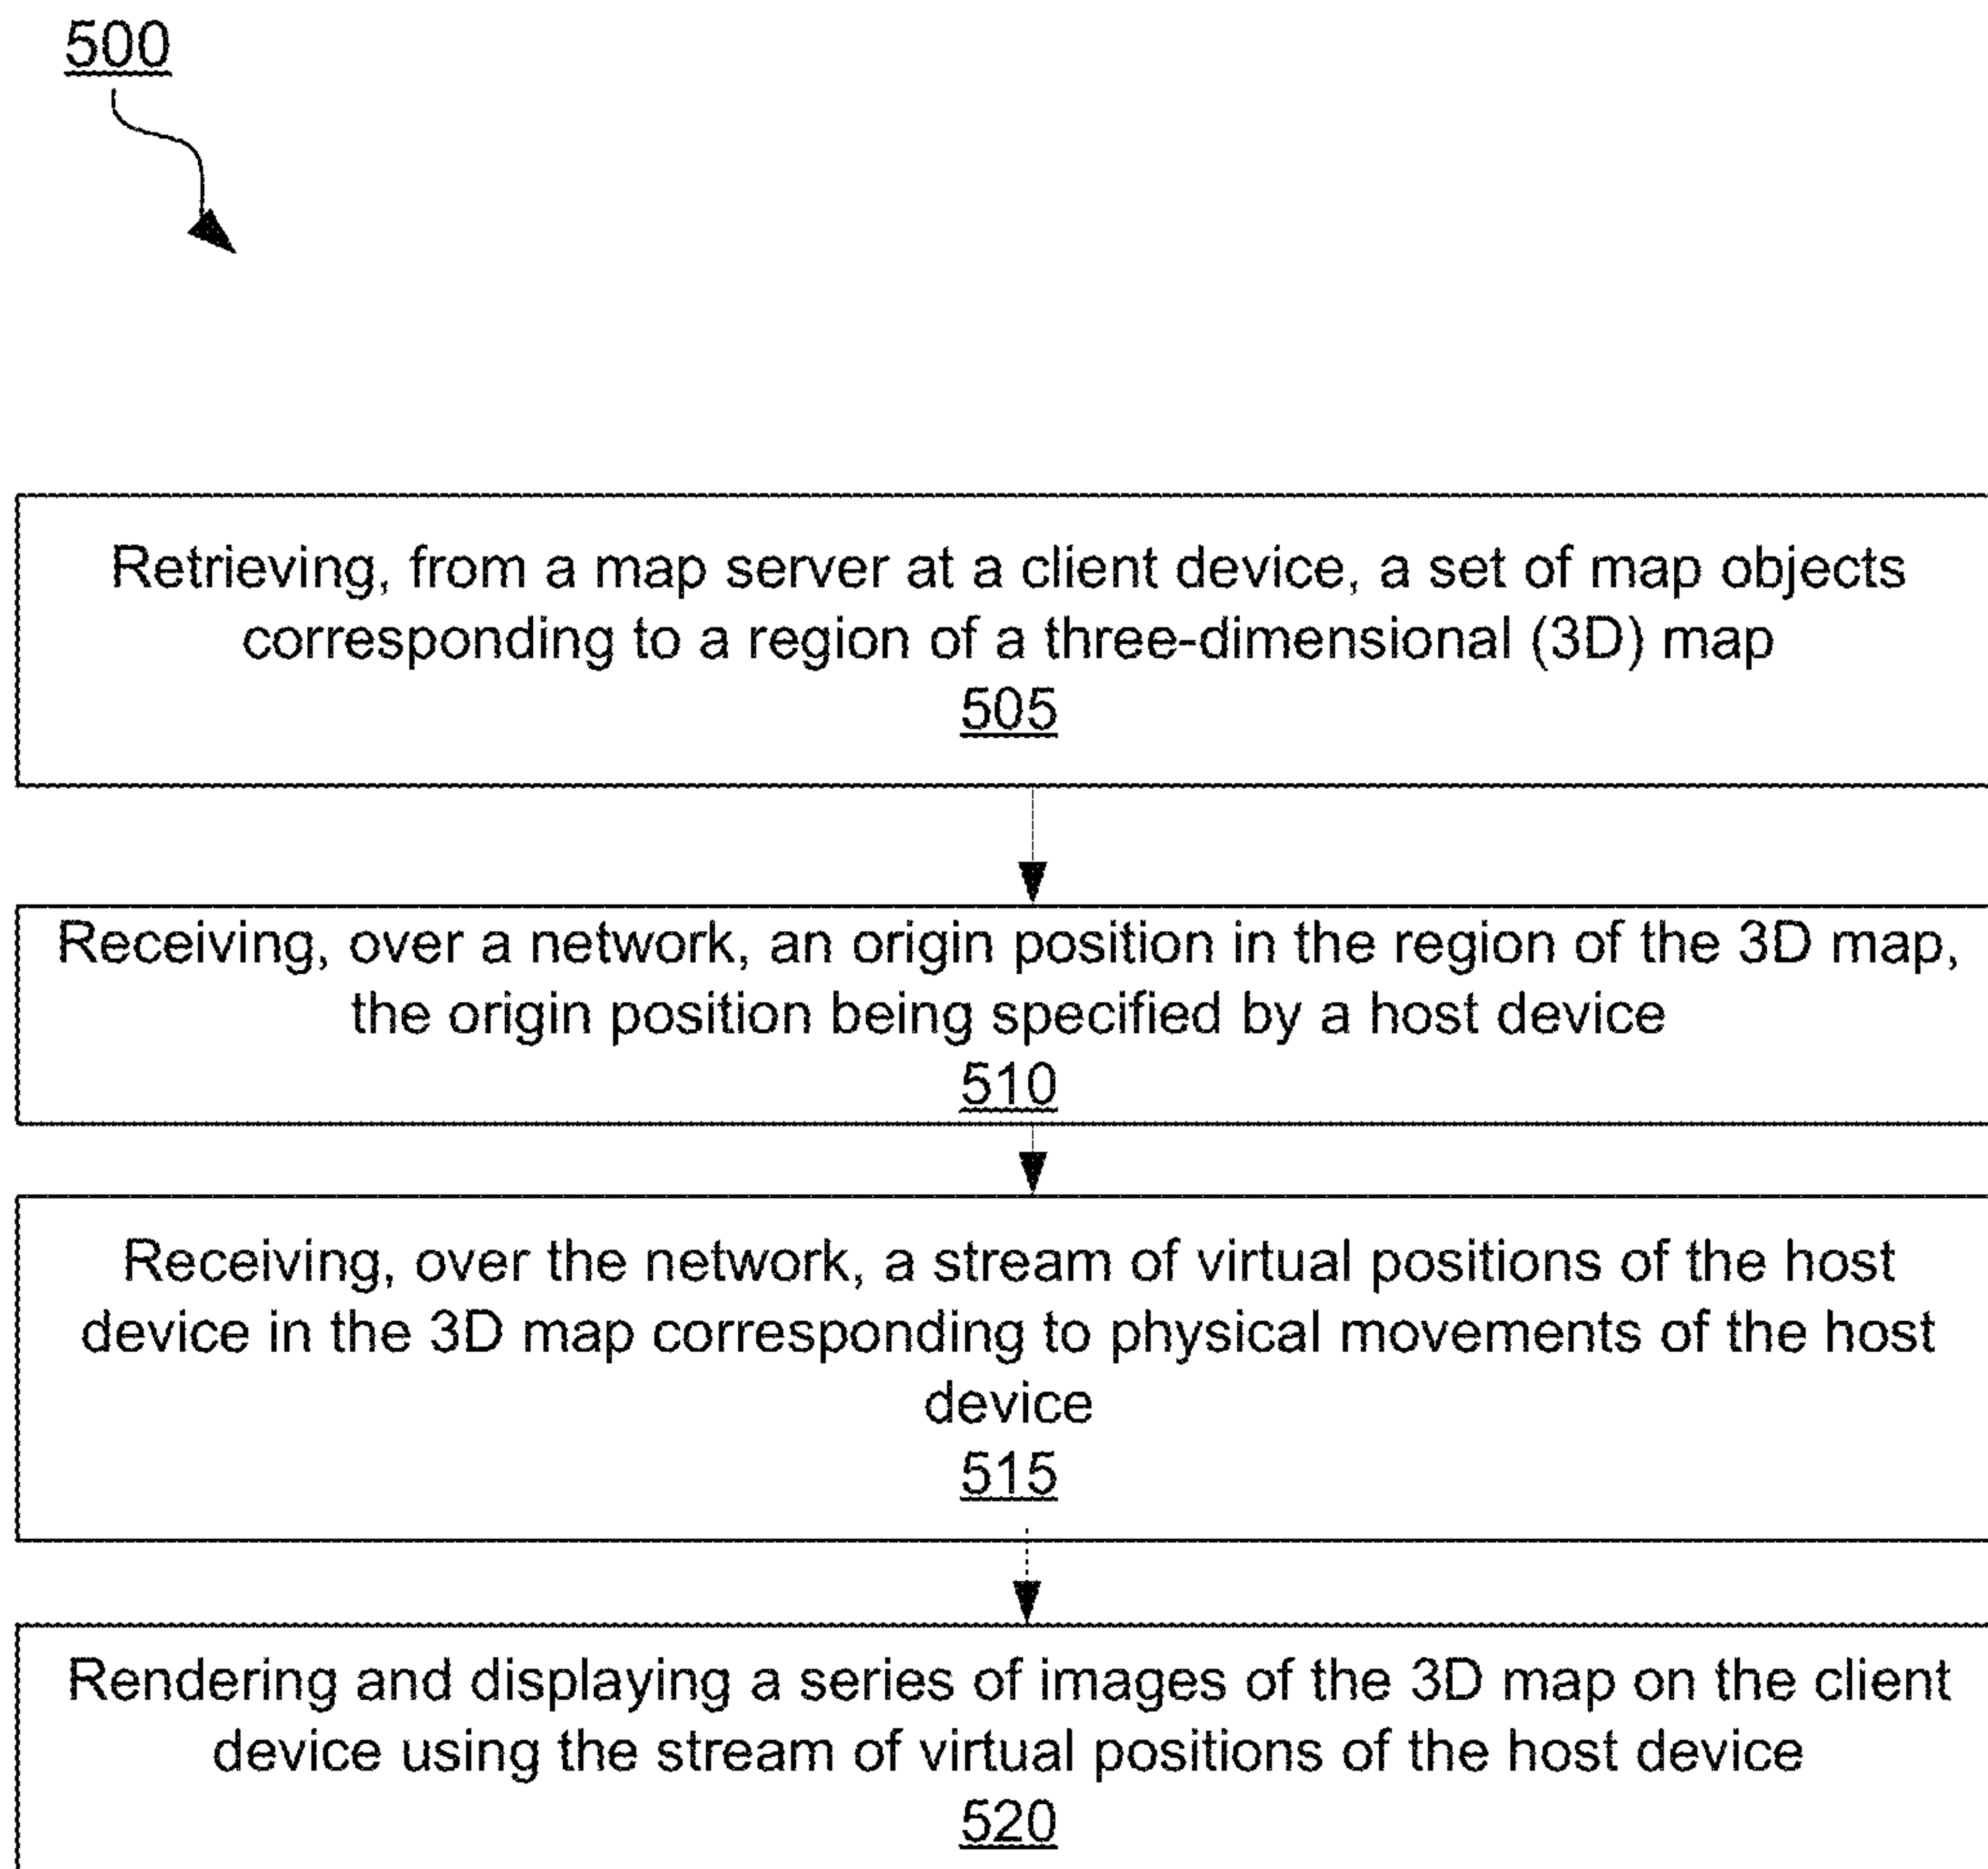 500
Retrieving, from a map server at a client device, a set of map objects
corresponding to a region of a three-dimensional (3D) map
505
Receiving, over a network, an origin position in the region of the 3D map,
the origin position being specified by a host device
510
Receiving, over the network, a stream of virtual positions of the host
device in the 3D map corresponding to physical movements of the host
device
515
Rendering and displaying a series of images of the 3D map on the client
device using the stream of virtual positions of the host device
520